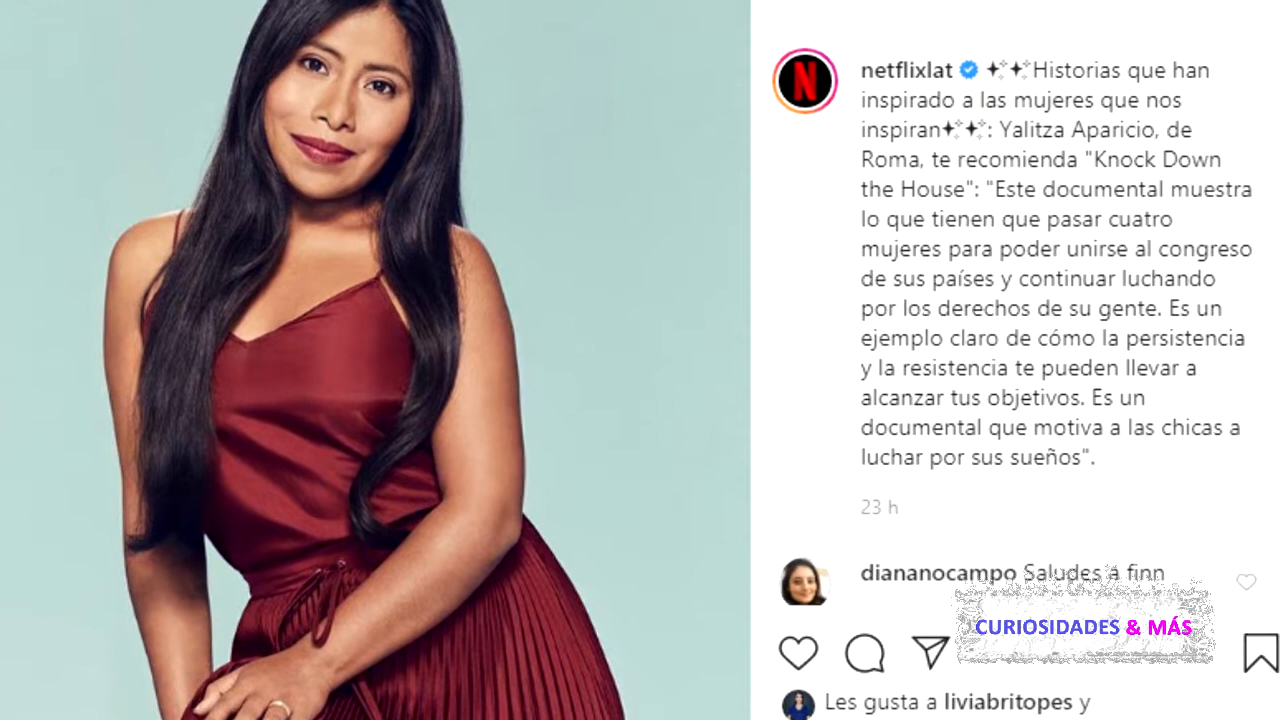 netflixlat ✨✨Historias que han
inspirado a las mujeres que nos
inspiran✨✨: Yalitza Aparicio, de
Roma, te recomienda "Knock Down
the House": "Este documental muestra
lo que tienen que pasar cuatro
mujeres para poder unirse al congreso
de sus países y continuar luchando
por los derechos de su gente. Es un
ejemplo claro de cómo la persistencia
y la resistencia te pueden llevar a
alcanzar tus objetivos. Es un
documental que motiva a las chicas a
luchar por sus sueños".
23 h
diananocampo Saludes a finn
CURIOSIDADES & MÁS
Les gusta a liviabritopes y